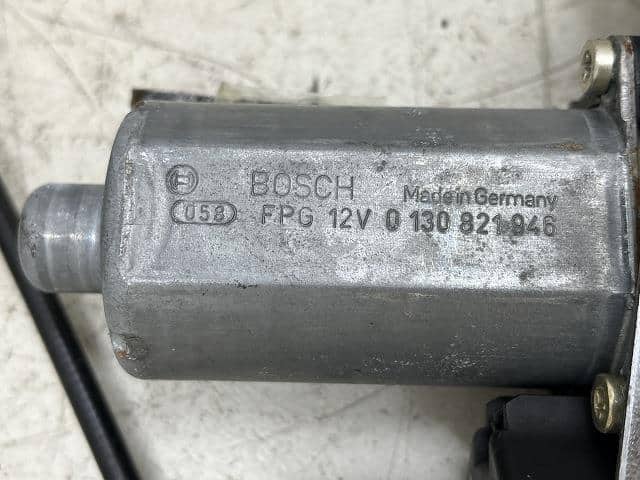 BOSCH Made in Germany
058 FPG 12V 0 130 821 946